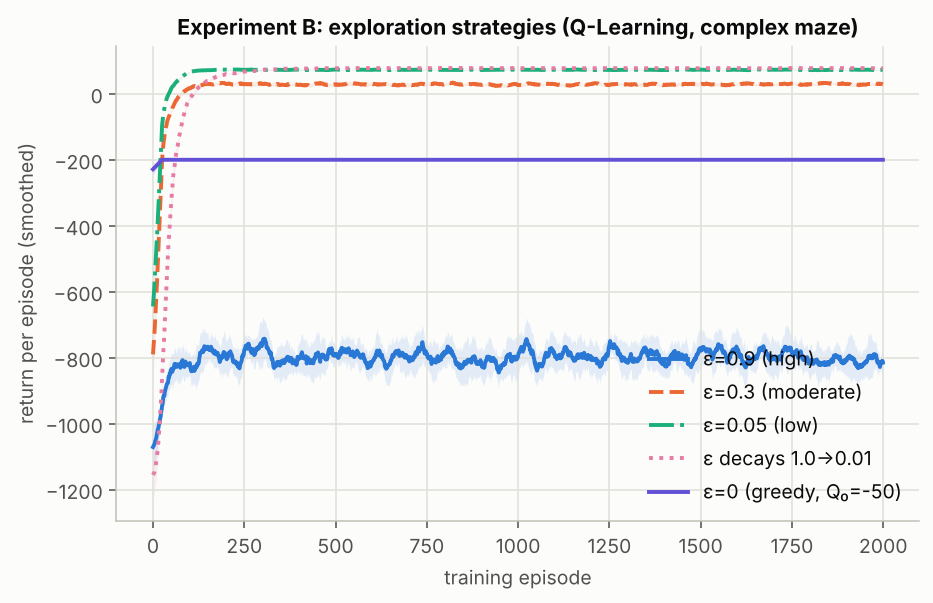 Experiment B: exploration strategies (Q-Learning, complex maze)
return per episode (smoothed)
0
−200
−400
−600
−800
−1000
−1200
ε=0.9 (high)
ε=0.3 (moderate)
ε=0.05 (low)
ε decays 1.0→0.01
ε=0 (greedy, Q₀=-50)
0 250 500 750 1000 1250 1500 1750 2000
training episode